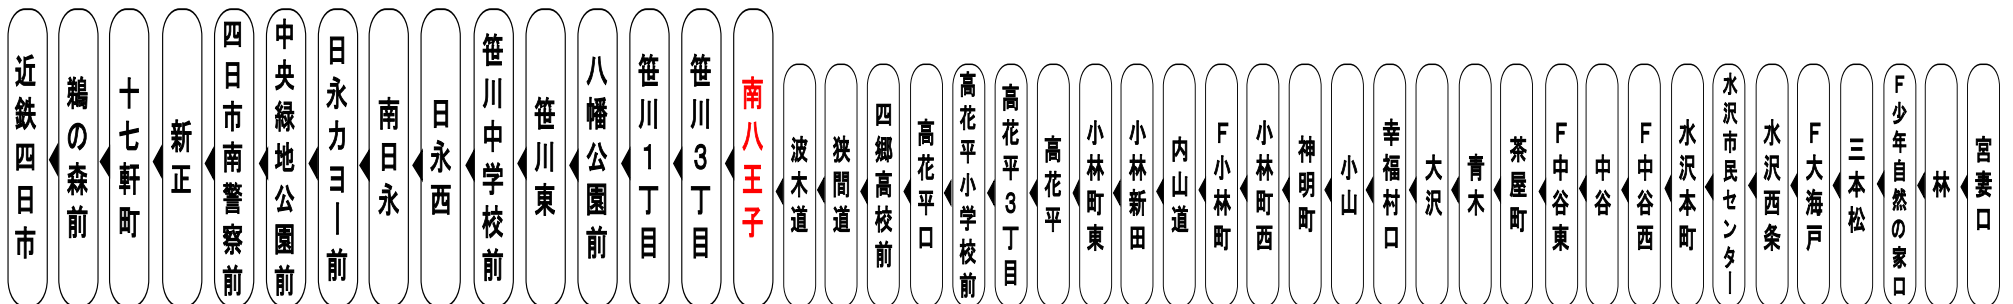 近鉄四日市
鵜の森前
十七軒町
新正
四日市南警察前
中央緑地公園前
日永カヨー前
南日永
日永西
笹川中学校前
笹川東
八幡公園前
笹川1丁目
笹川3丁目
南八王子
波木道
狭間道
四郷高校前
高花平口
高花平小学校前
高花平3丁目
高花平
小林町東
小林新田
内山道
F小林町
小林町西
神明町
小山
幸福村口
大沢
青木
茶屋町
F中谷東
中谷
F中谷西
水沢本町
水沢市民センター
水沢西条
F大海戸
三本松
F少年自然の家口
林
宮妻口